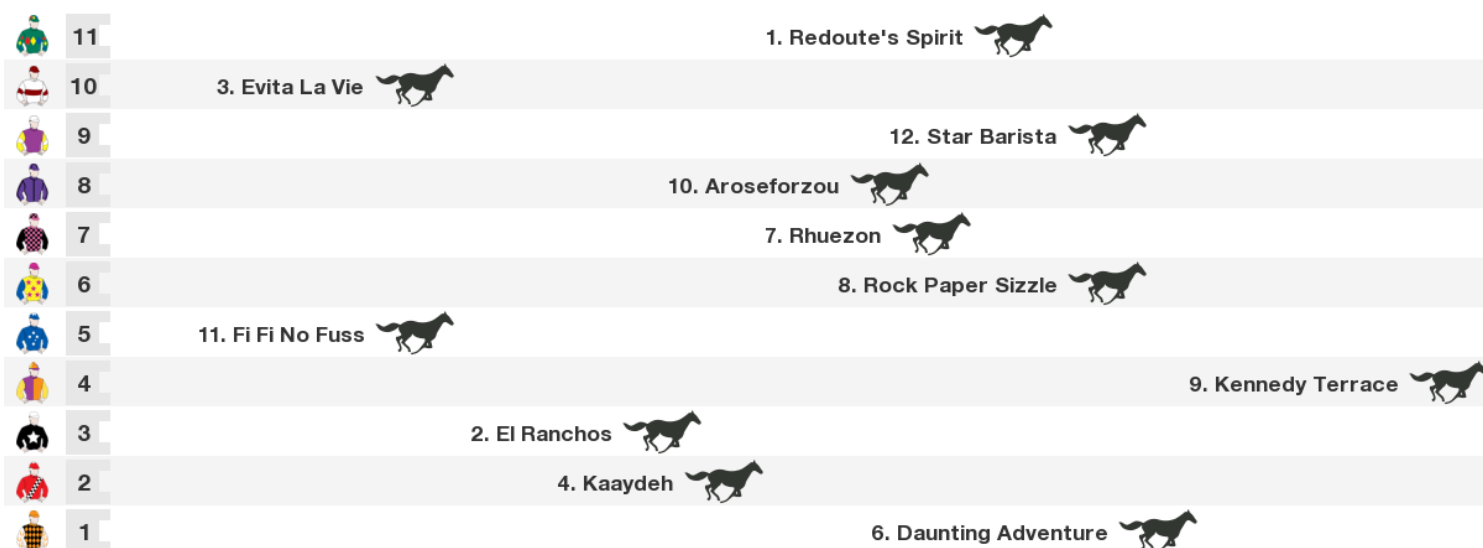 11 1. Redoute's Spirit
10 3. Evita La Vie
9 12. Star Barista
8 10. Aroseforzou
7 7. Rhuezon
6 8. Rock Paper Sizzle
5 11. Fi Fi No Fuss
4 9. Kennedy Terrace
3 2. El Ranchos
2 4. Kaaydeh
1 6. Daunting Adventure